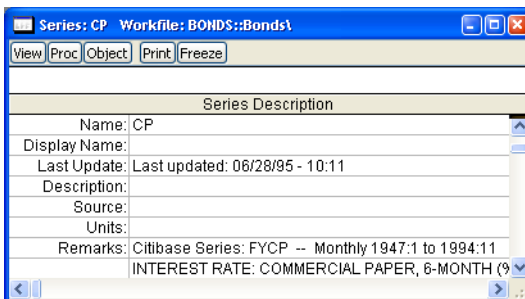 Series: CP Workfile: BONDS::Bonds\
View Proc Object Print Freeze
Series Description
Name: CP
Display Name:
Last Update: Last updated: 06/28/95 - 10:11
Description:
Source:
Units:
Remarks: Citibase Series: FYCP -- Monthly 1947:1 to 1994:11
INTEREST RATE: COMMERCIAL PAPER, 6-MONTH (%